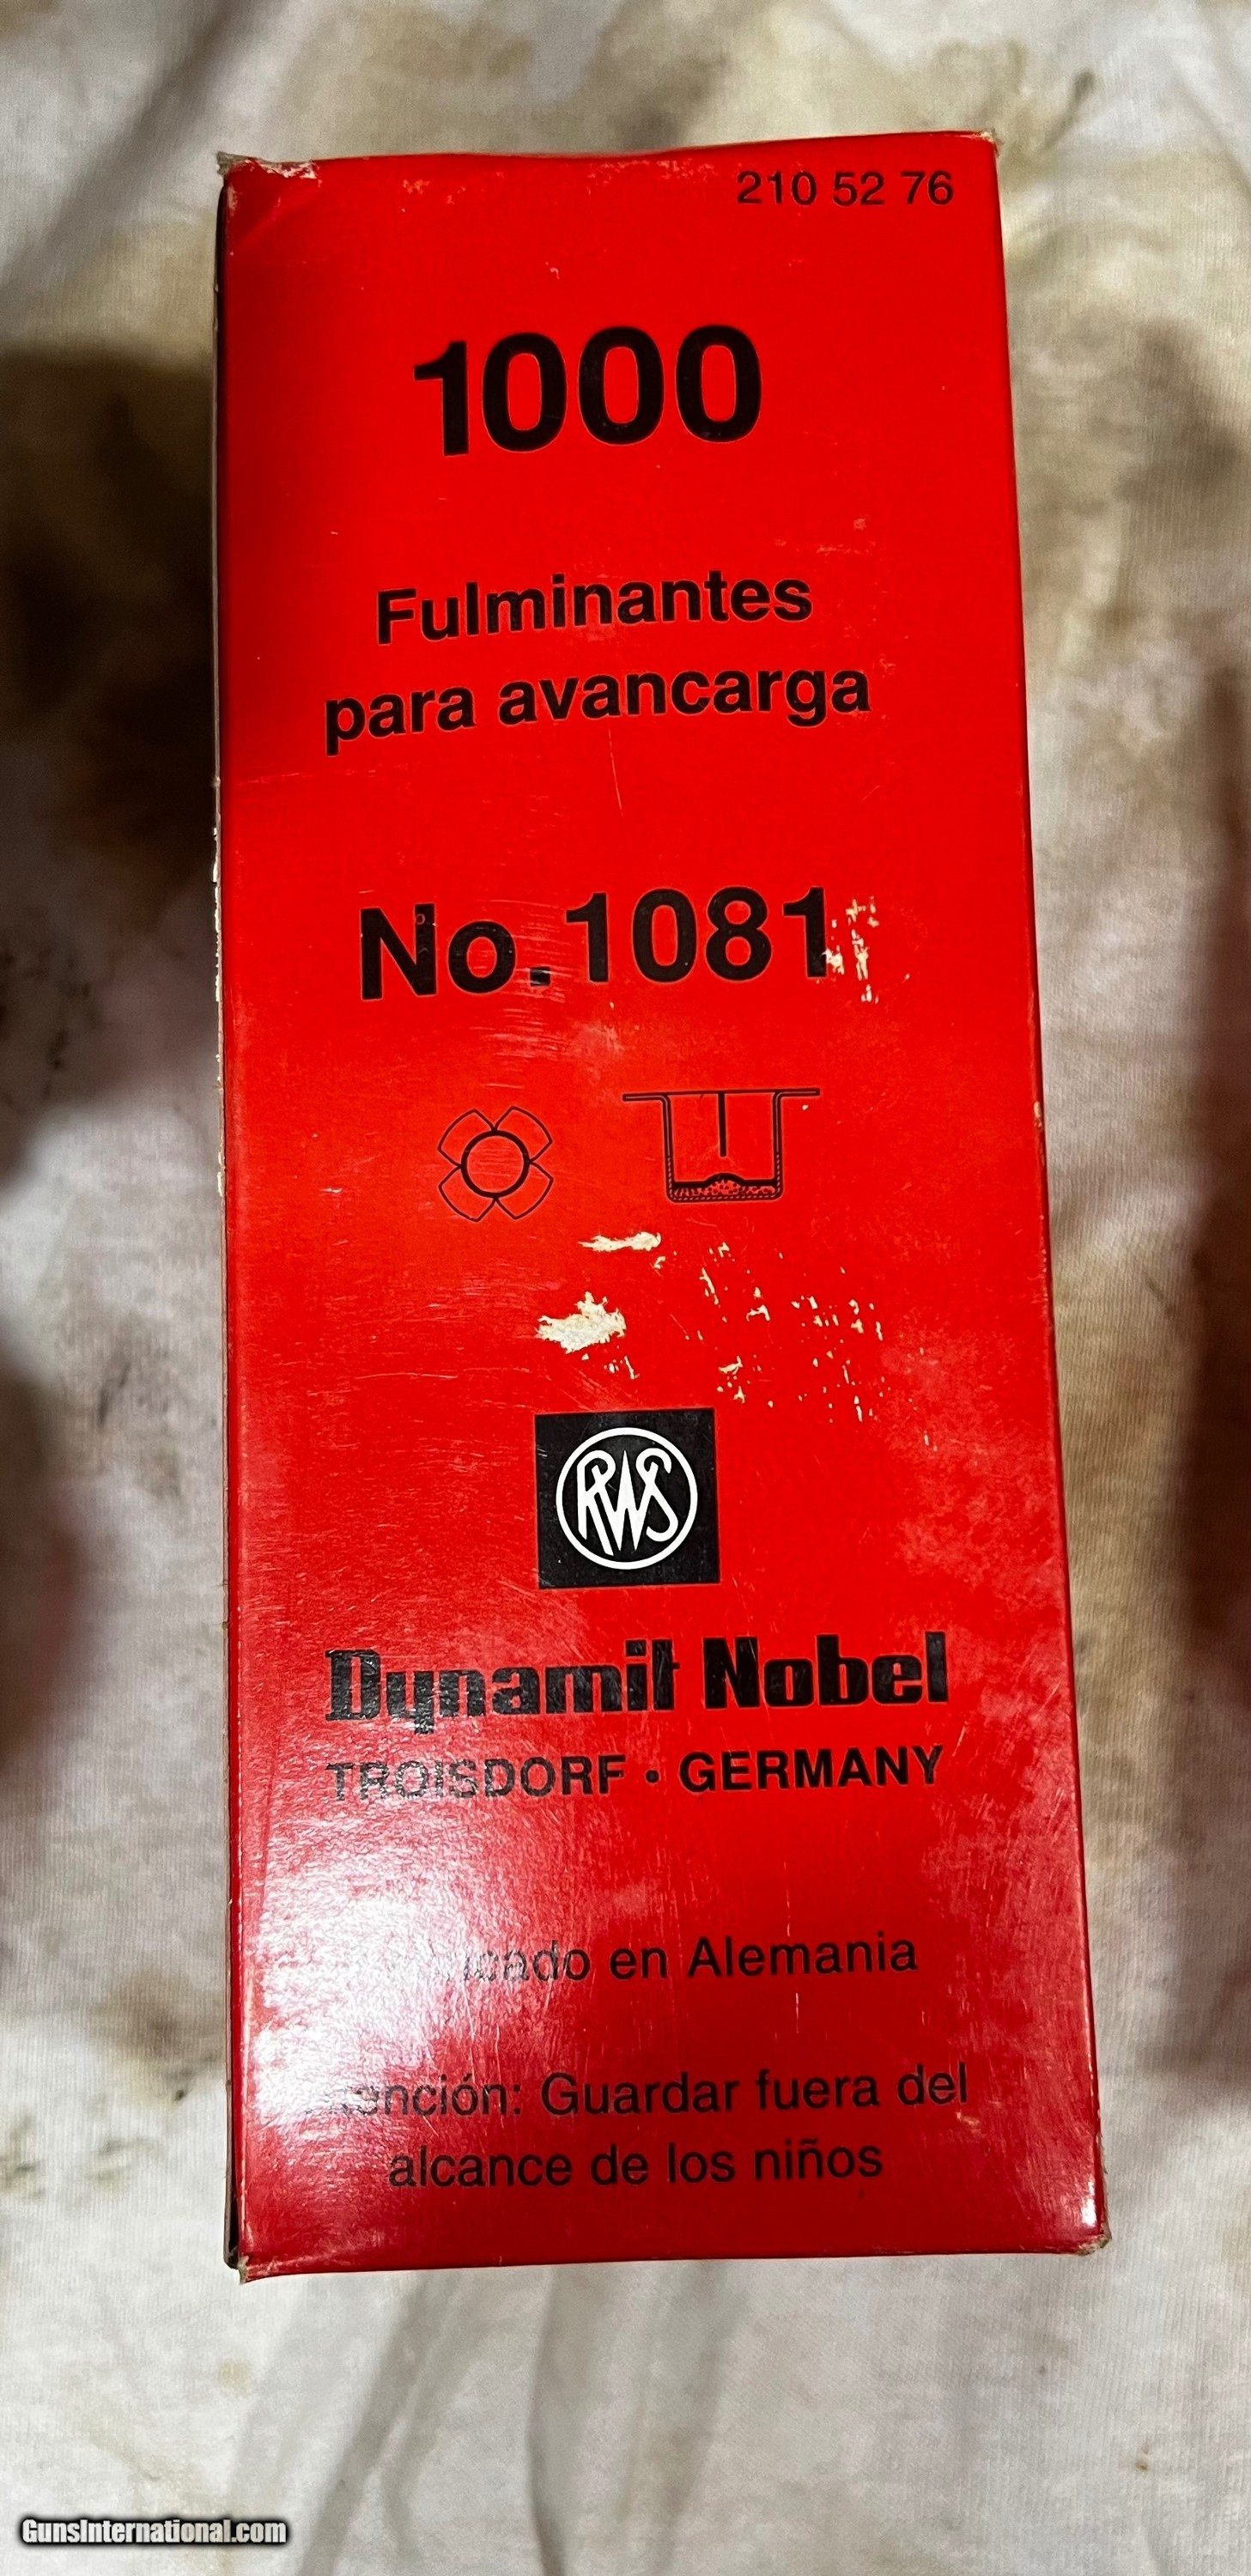 210 52 76
1000
Fulminantes
para avancarga
No. 1081
RWS
Dynamit Nobel
TROISDORF · GERMANY
en Alemania
Guardar fuera del
alcance de los niños
GunsInternational.com